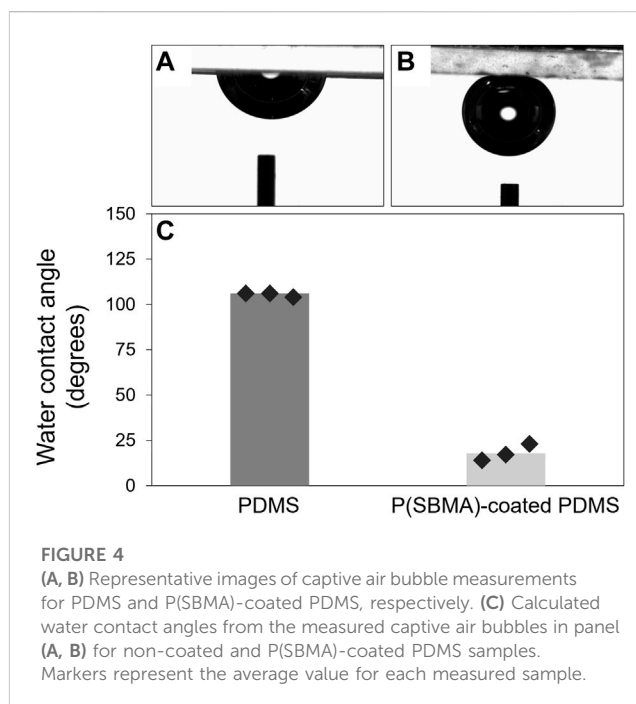 A
B
C
150
125
100
75
50
25
0
Water contact angle
(degrees)
PDMS
P(SBMA)-coated PDMS
FIGURE 4
(A, B) Representative images of captive air bubble measurements
for PDMS and P(SBMA)-coated PDMS, respectively. (C) Calculated
water contact angles from the measured captive air bubbles in panel
(A, B) for non-coated and P(SBMA)-coated PDMS samples.
Markers represent the average value for each measured sample.